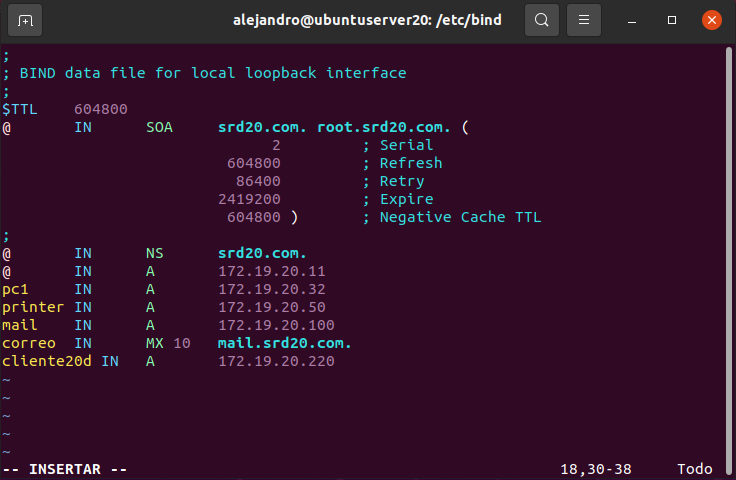 alejandro@ubuntuserver20: /etc/bind
;
; BIND data file for local loopback interface
;
$TTL    604800
@       IN      SOA     srd20.com. root.srd20.com. (
                              2         ; Serial
                         604800         ; Refresh
                          86400         ; Retry
                        2419200         ; Expire
                         604800 )       ; Negative Cache TTL
;
@       IN      NS      srd20.com.
@       IN      A       172.19.20.11
pc1     IN      A       172.19.20.32
printer IN      A       172.19.20.50
mail    IN      A       172.19.20.100
correo  IN      MX 10   mail.srd20.com.
cliente20d IN   A       172.19.20.220
~
~
~
~
~
-- INSERTAR -- 18,30-38 Todo